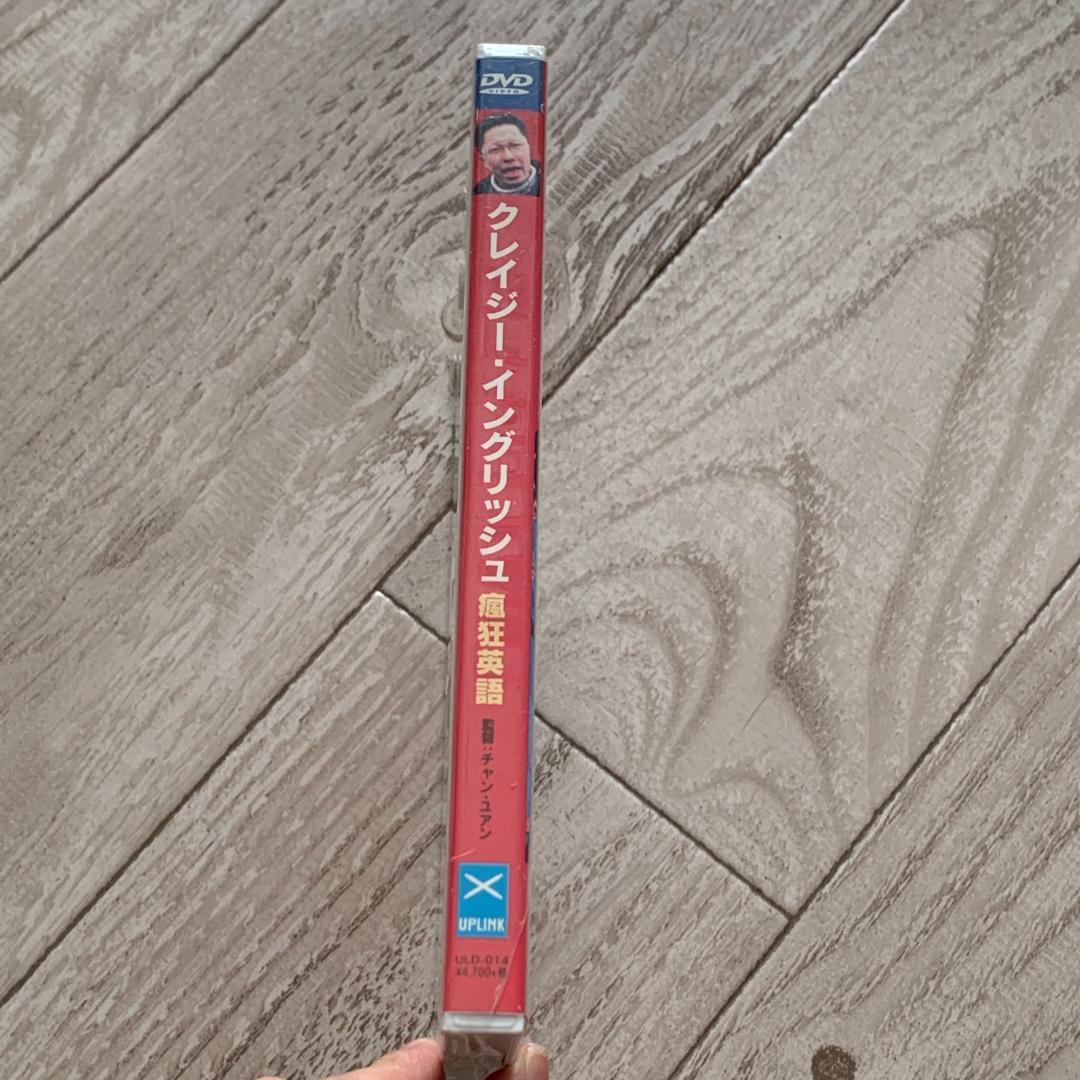 DVD
VIDEO
クレイジー・イングリッシュ 瘋狂英語
監督:チャン・ユアン
UPLINK
ULD-014
¥4,700+税